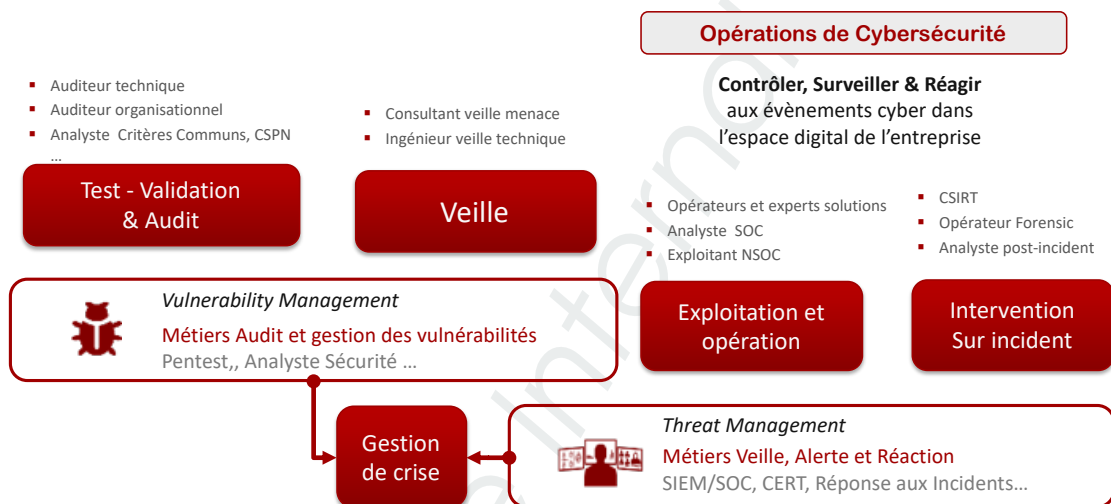 Opérations de Cybersécurité
▪ Auditeur technique
▪ Auditeur organisationnel
▪ Analyste Critères Communs, CSPN
...
Test - Validation
& Audit
▪ Consultant veille menace
▪ Ingénieur veille technique
Veille
Contrôler, Surveiller & Réagir
aux évènements cyber dans
l'espace digital de l'entreprise
▪ Opérateurs et experts solutions
▪ Analyste SOC
▪ Exploitant NSOC
Exploitation et
opération
▪ CSIRT
▪ Opérateur Forensic
▪ Analyste post-incident
Intervention
Sur incident
Vulnerability Management
Métiers Audit et gestion des vulnérabilités
Pentest,, Analyste Sécurité ...
Gestion
de crise
Threat Management
Métiers Veille, Alerte et Réaction
SIEM/SOC, CERT, Réponse aux Incidents...